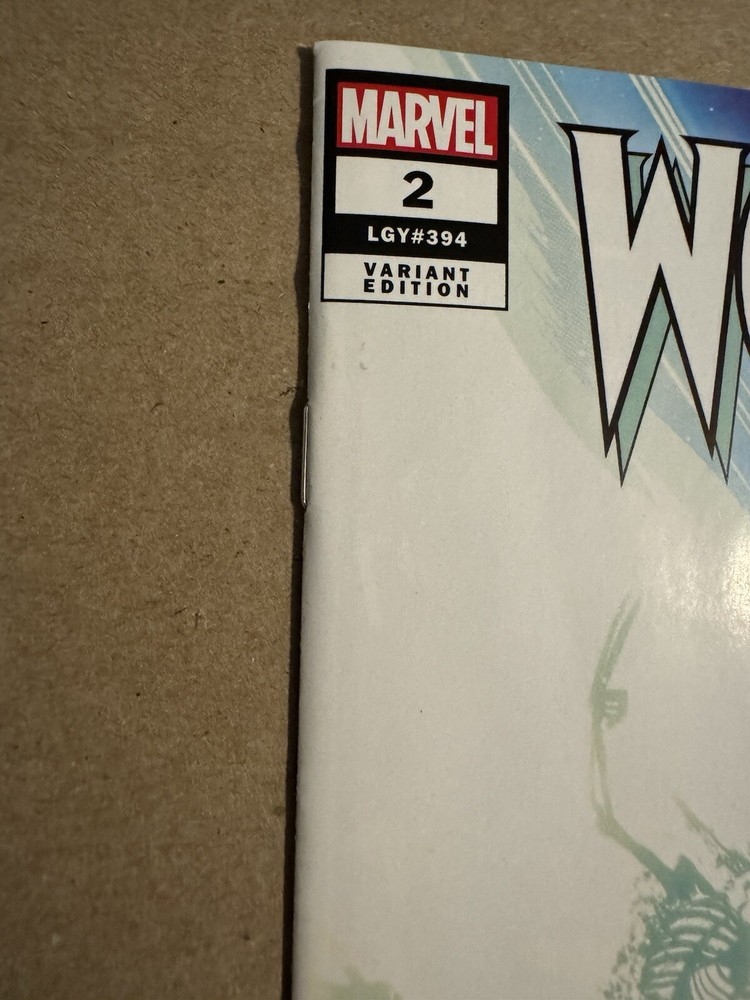 MARVEL
2
LGY#394
VARIANT
EDITION
W